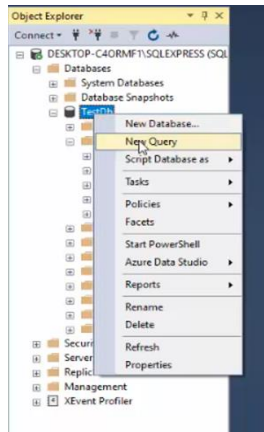 Object Explorer
Connect
DESKTOP-C4ORMF1\SQLEXPRESS (SQL
Databases
System Databases
Database Snapshots
TestDb
New Database...
New Query
Script Database as
Tasks
Policies
Facets
Start PowerShell
Azure Data Studio
Reports
Rename
Delete
Refresh
Properties
Securi
Server
Replic
Management
XEvent Profiler